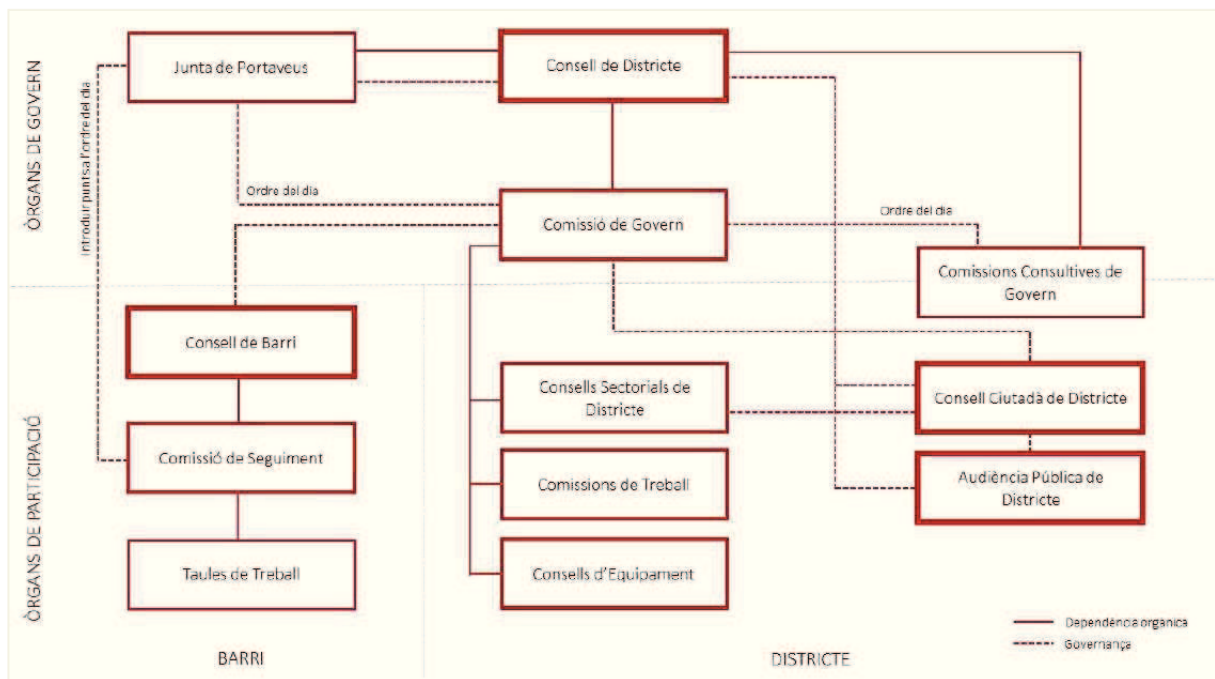 ÒRGANS DE GOVERN
Introduir punts a l'ordre del dia
Junta de Portaveus
Consell de Districte
Ordre del dia
Comissió de Govern
Ordre del dia
Comissions Consultives de
Govern
ÒRGANS DE PARTICIPACIÓ
Consell de Barri
Comissió de Seguiment
Taules de Treball
Consells Sectorials de
Districte
Comissions de Treball
Consells d'Equipament
Consell Ciutadà de Districte
Audiència Pública de
Districte
Dependència orgànica
Governança
BARRI
DISTRICTE